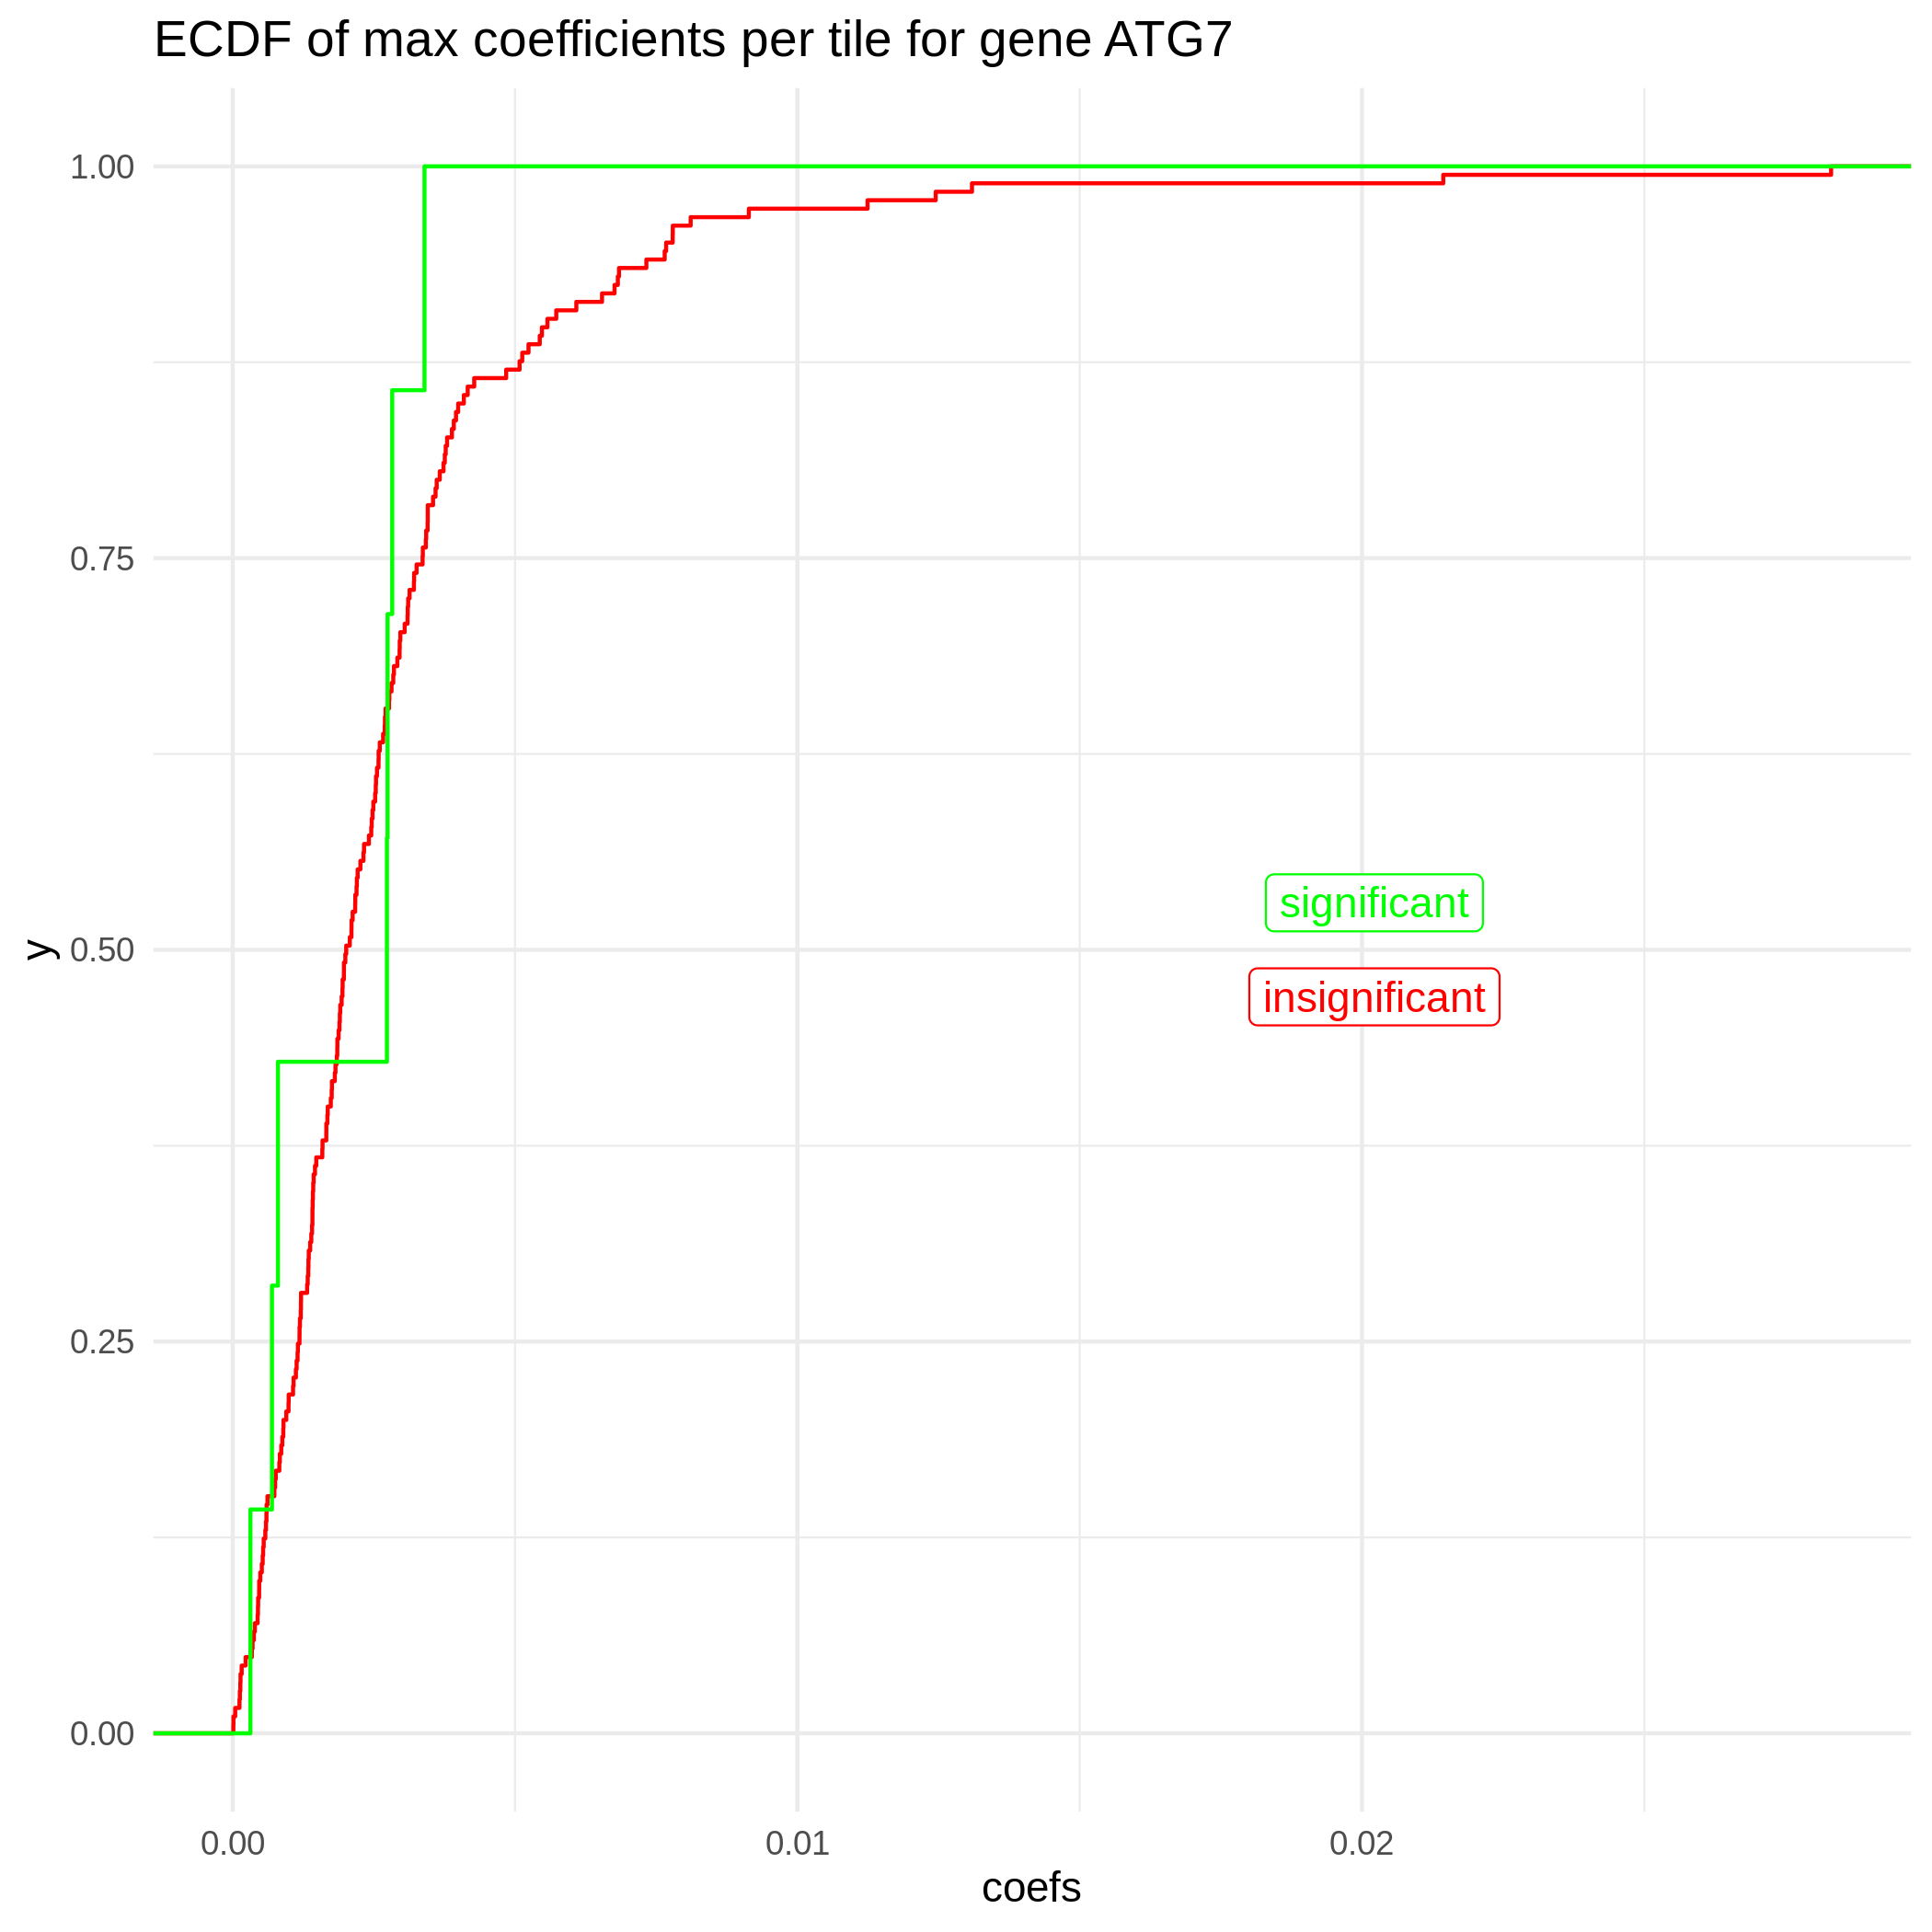 ECDF of max coefficients per tile for gene ATG7
1.00
0.75
0.50
0.25
0.00
y
significant
insignificant
0.00
0.01
0.02
coefs